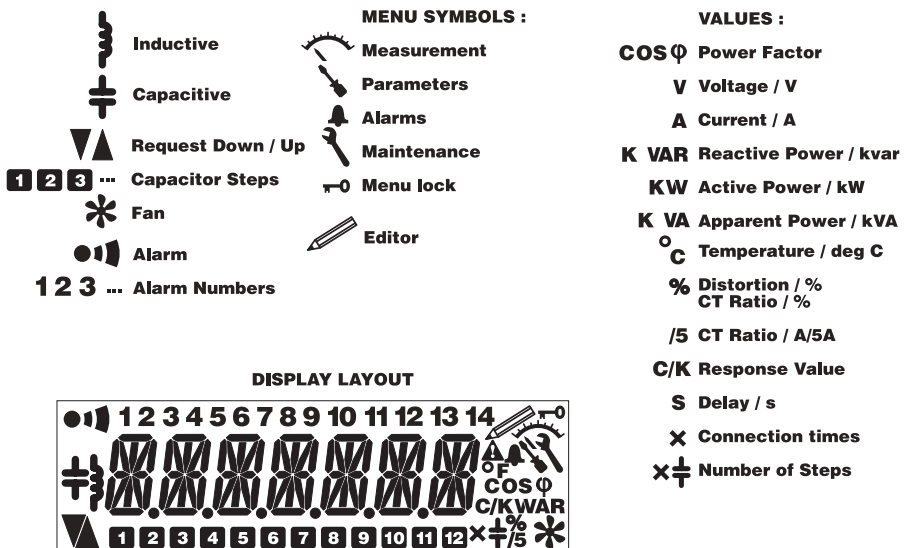 Inductive
Capacitive
Request Down / Up
1 2 3 ... Capacitor Steps
Fan
Alarm
1 2 3 ... Alarm Numbers
MENU SYMBOLS :
Measurement
Parameters
Alarms
Maintenance
Menu lock
Editor
VALUES :
COS φ Power Factor
V Voltage / V
A Current / A
K VAR Reactive Power / kvar
KW Active Power / kW
K VA Apparent Power / kVA
°C Temperature / deg C
% Distortion / %
CT Ratio / %
/5 CT Ratio / A/5A
C/K Response Value
S Delay / s
× Connection times
× Number of Steps
DISPLAY LAYOUT
1 2 3 4 5 6 7 8 9 10 11 12 13 14
°F
COS φ
C/KWAR
1 2 3 4 5 6 7 8 9 10 11 12 × % /5